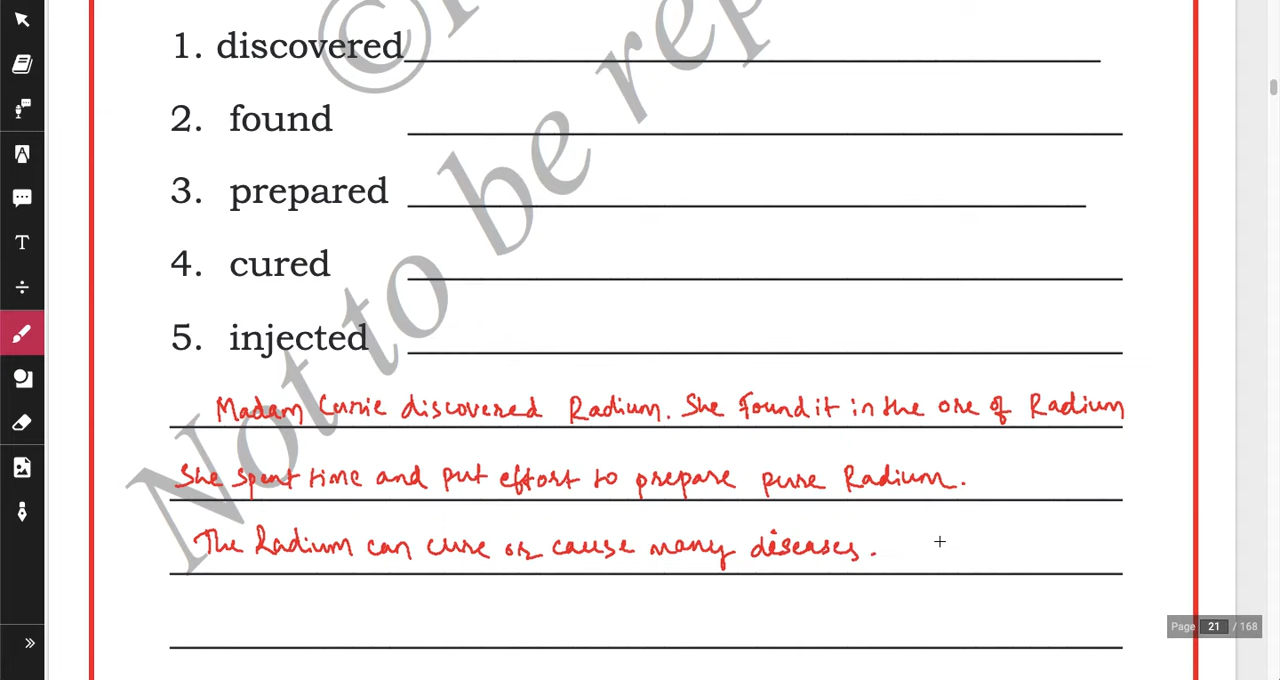 1. discovered
2. found
3. prepared
4. cured
5. injected
Madam Curie discovered Radium. She found it in the ore of Radium
She spent time and put effort to prepare pure Radium.
The Radium can cure or cause many diseases.
Not to be rep
©
Page 21 / 168